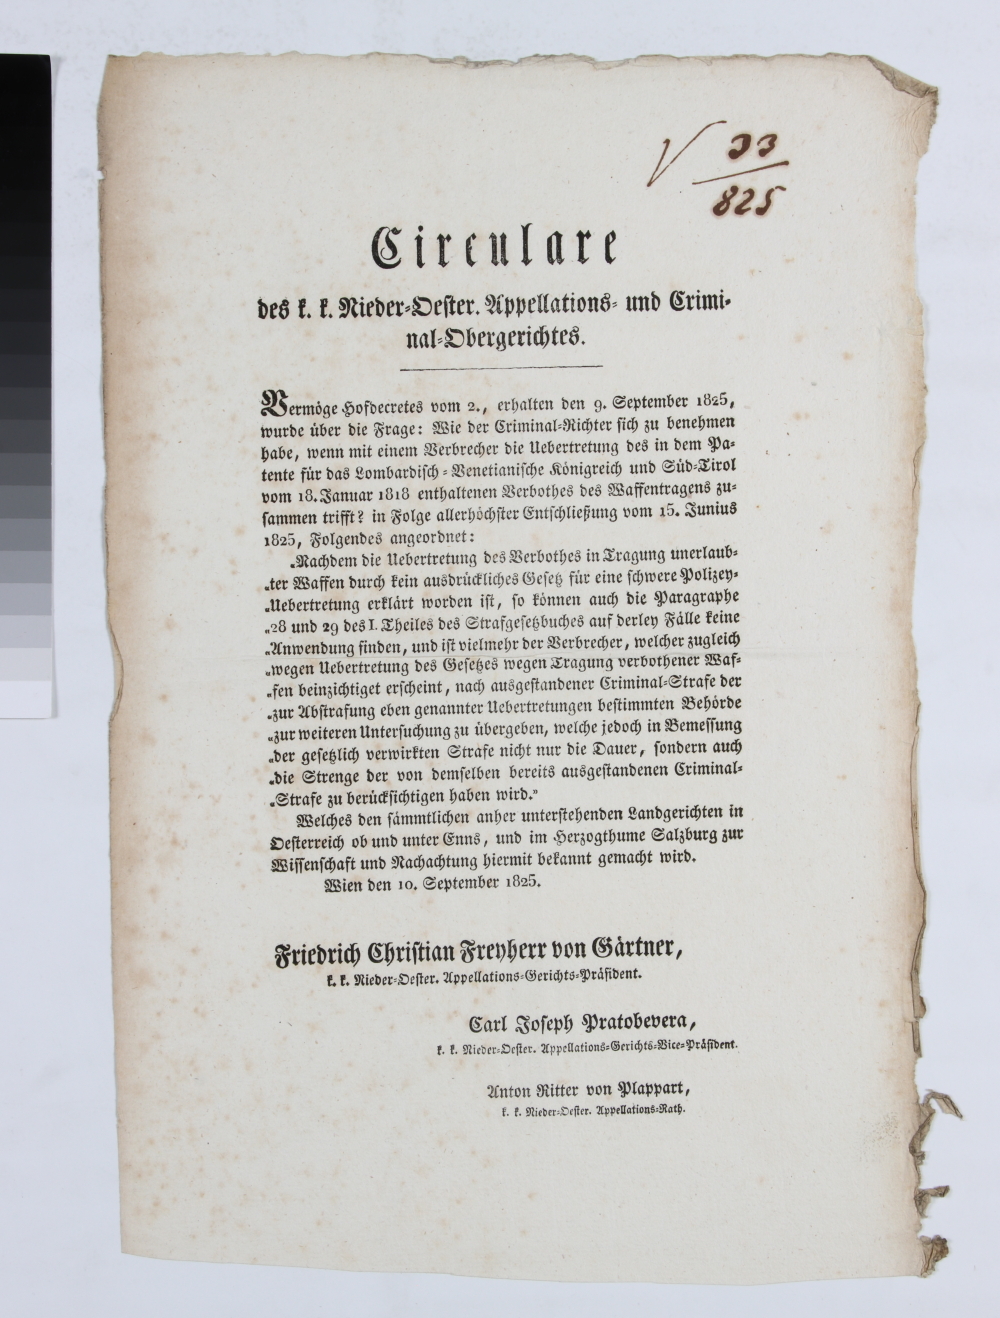 V 33
825
Circulare
des k. k. Nieder-Oester. Appellations- und Crimi-
nal-Obergerichtes.
Vermöge Hofdecretes vom 2., erhalten den 9. September 1825,
wurde über die Frage: Wie der Criminal-Richter sich zu benehmen
habe, wenn mit einem Verbrecher die Uebertretung des in dem Pa-
tente für das Lombardisch-Venetianische Königreich und Süd-Tirol
vom 18. Januar 1818 enthaltenen Verbothes des Waffentragens zu-
sammen trifft? in Folge allerhöchster Entschließung vom 15. Junius
1825, Folgendes angeordnet:
„Nachdem die Uebertretung des Verbothes in Tragung unerlaub-
„ter Waffen durch kein ausdrückliches Gesetz für eine schwere Polizey-
„Uebertretung erklärt worden ist, so können auch die Paragraphe
„28 und 29 des I. Theiles des Strafgesetzbuches auf derley Fälle keine
„Anwendung finden, und ist vielmehr der Verbrecher, welcher zugleich
„wegen Uebertretung des Gesetzes wegen Tragung verbothener Waf-
„fen beinzichtiget erscheint, nach ausgestandener Criminal-Strafe der
„zur Abstrafung eben genannter Uebertretungen bestimmten Behörde
„zur weiteren Untersuchung zu übergeben, welche jedoch in Bemessung
„der gesetzlich verwirkten Strafe nicht nur die Dauer, sondern auch
„die Strenge der von demselben bereits ausgestandenen Criminal-
„Strafe zu berücksichtigen haben wird.“
Welches den sämmtlichen anher unterstehenden Landgerichten in
Oesterreich ob und unter Enns, und im Herzogthume Salzburg zur
Wissenschaft und Nachachtung hiermit bekannt gemacht wird.
Wien den 10. September 1825.
Friedrich Christian Freyherr von Gärtner,
k. k. Nieder-Oester. Appellations-Gerichts-Präsident.
Carl Joseph Pratobevera,
k. k. Nieder-Oester. Appellations-Gerichts-Vice-Präsident.
Anton Ritter von Plappart,
k. k. Nieder-Oester. Appellations-Rath.